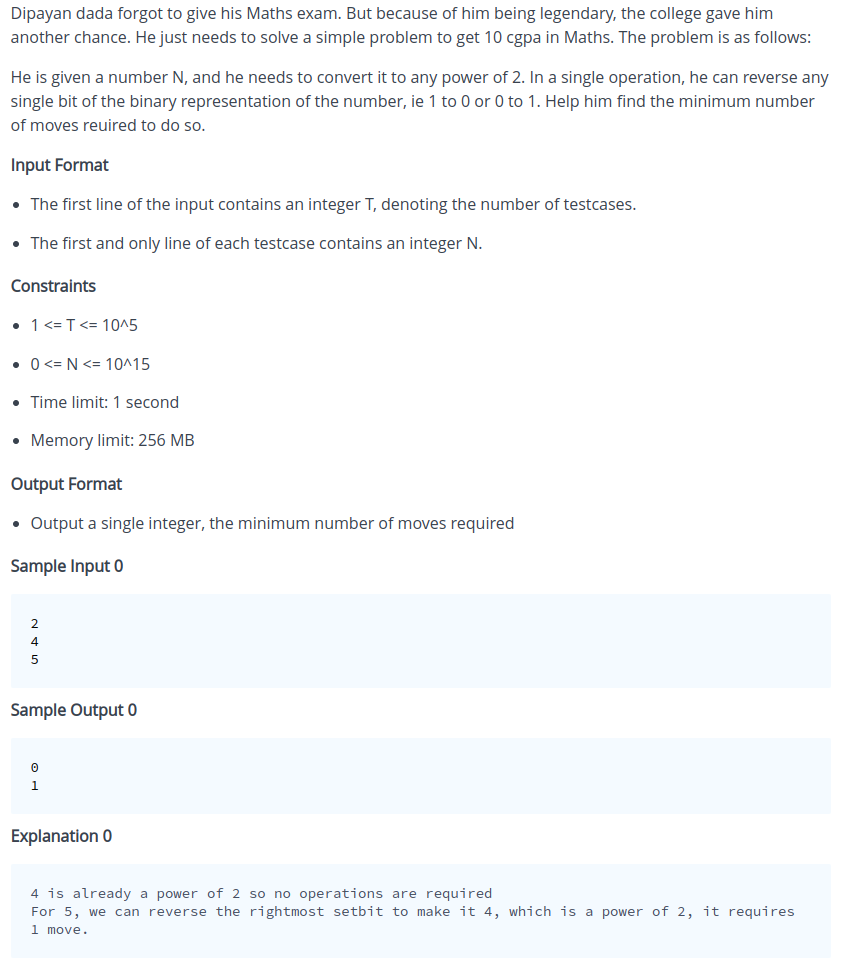 Dipayan dada forgot to give his Maths exam. But because of him being legendary, the college gave him
another chance. He just needs to solve a simple problem to get 10 cgpa in Maths. The problem is as follows:
He is given a number N, and he needs to convert it to any power of 2. In a single operation, he can reverse any
single bit of the binary representation of the number, ie 1 to 0 or 0 to 1. Help him find the minimum number
of moves reuired to do so.
Input Format
• The first line of the input contains an integer T, denoting the number of testcases.
• The first and only line of each testcase contains an integer N.
Constraints
• 1 <= T <= 10^5
• 0 <= N <= 10^15
• Time limit: 1 second
• Memory limit: 256 MB
Output Format
• Output a single integer, the minimum number of moves required
Sample Input 0
2
4
5
Sample Output 0
0
1
Explanation 0
4 is already a power of 2 so no operations are required
For 5, we can reverse the rightmost setbit to make it 4, which is a power of 2, it requires
1 move.